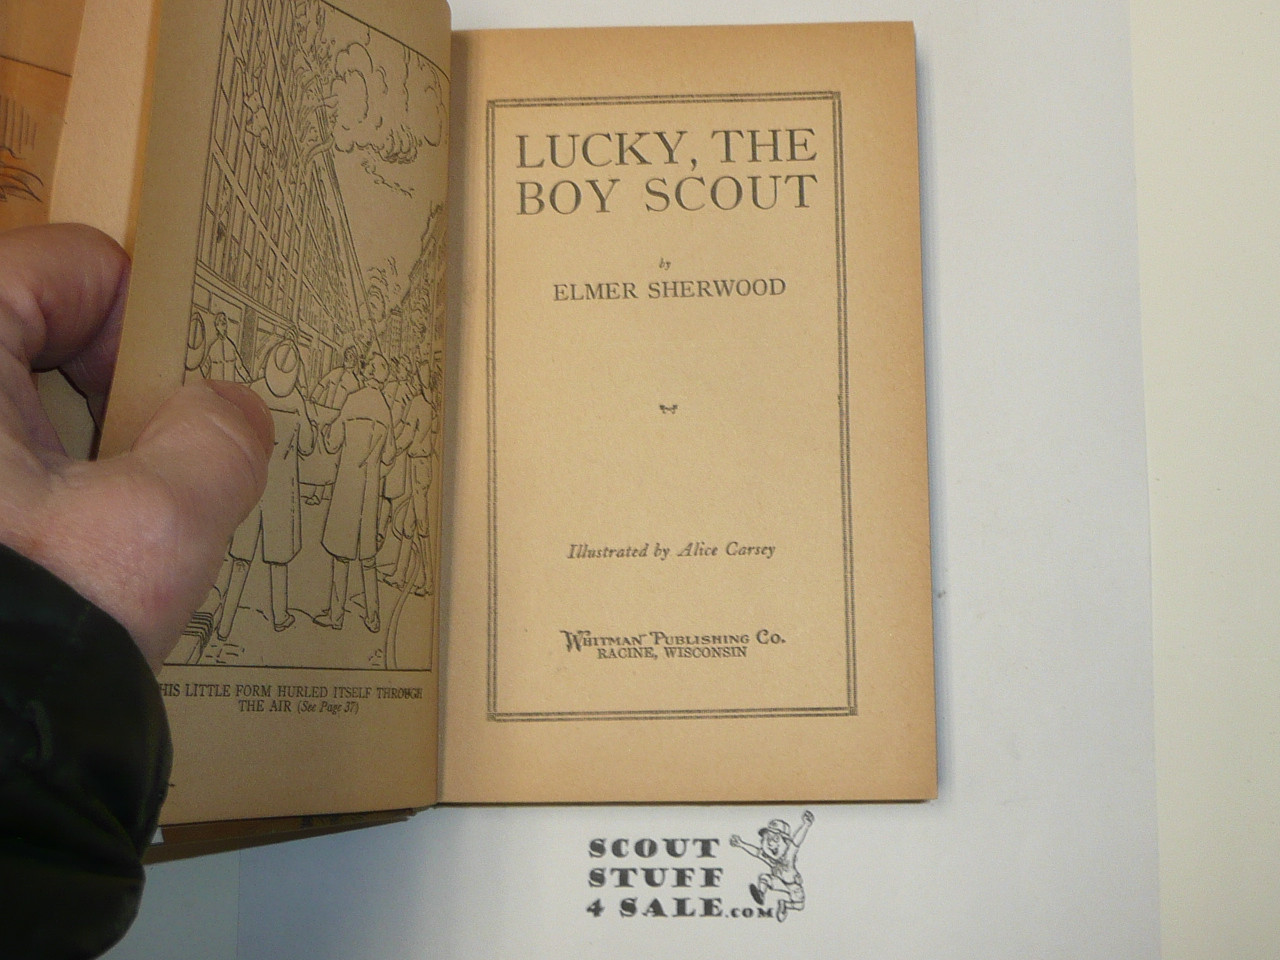 HIS LITTLE FORM HURLED ITSELF THROUGH
THE AIR (See Page 37)
LUCKY, THE
BOY SCOUT
by
ELMER SHERWOOD
Illustrated by Alice Carsey
WHITMAN PUBLISHING CO.
RACINE, WISCONSIN
SCOUT
STUFF
4 SALE.COM